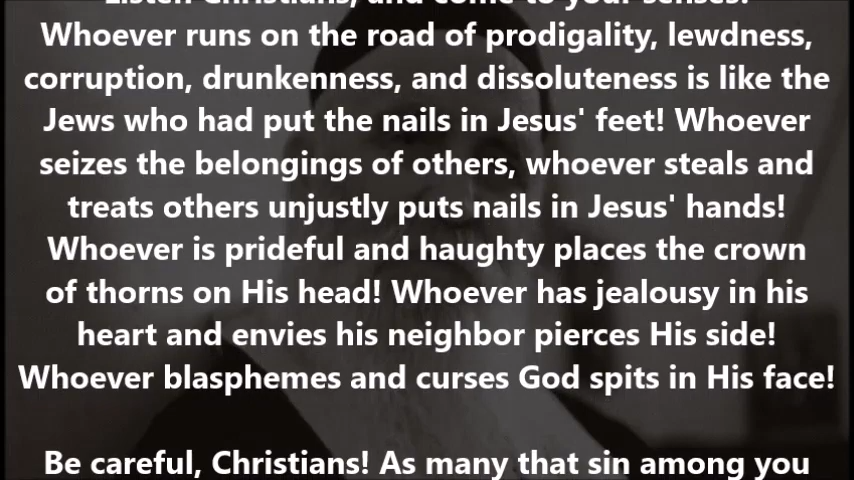 Listen Christians, and come to your senses!
Whoever runs on the road of prodigality, lewdness,
corruption, drunkenness, and dissoluteness is like the
Jews who had put the nails in Jesus' feet! Whoever
seizes the belongings of others, whoever steals and
treats others unjustly puts nails in Jesus' hands!
Whoever is prideful and haughty places the crown
of thorns on His head! Whoever has jealousy in his
heart and envies his neighbor pierces His side!
Whoever blasphemes and curses God spits in His face!
Be careful, Christians! As many that sin among you